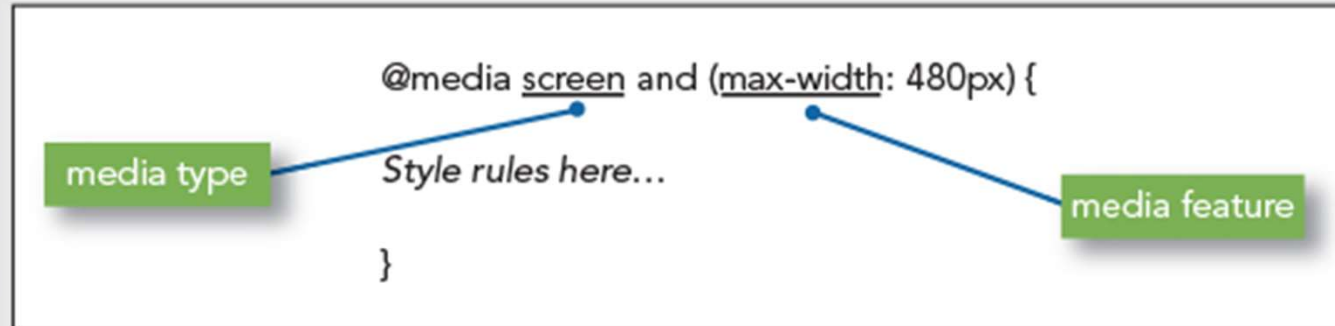 @media screen and (max-width: 480px) {
media type
Style rules here...
media feature
}